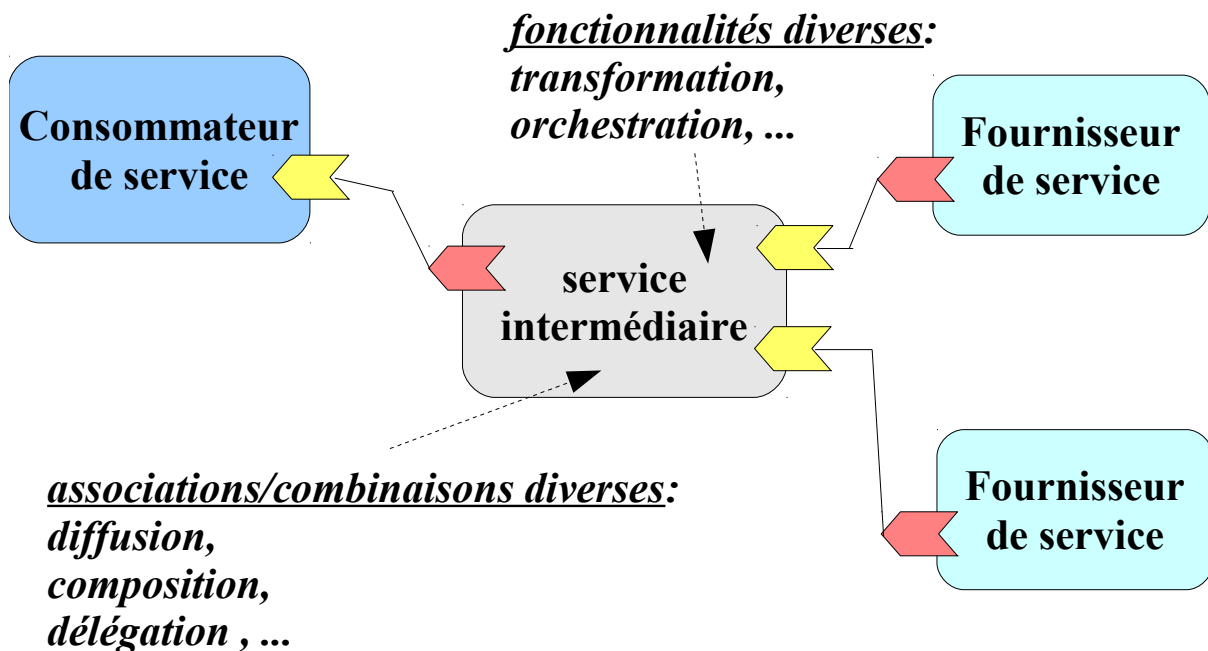 fonctionnalités diverses:
transformation,
orchestration, ...
Consommateur
de service
Fournisseur
de service
service
intermédiaire
associations/combinaisons diverses:
diffusion,
composition,
délégation , ...
Fournisseur
de service